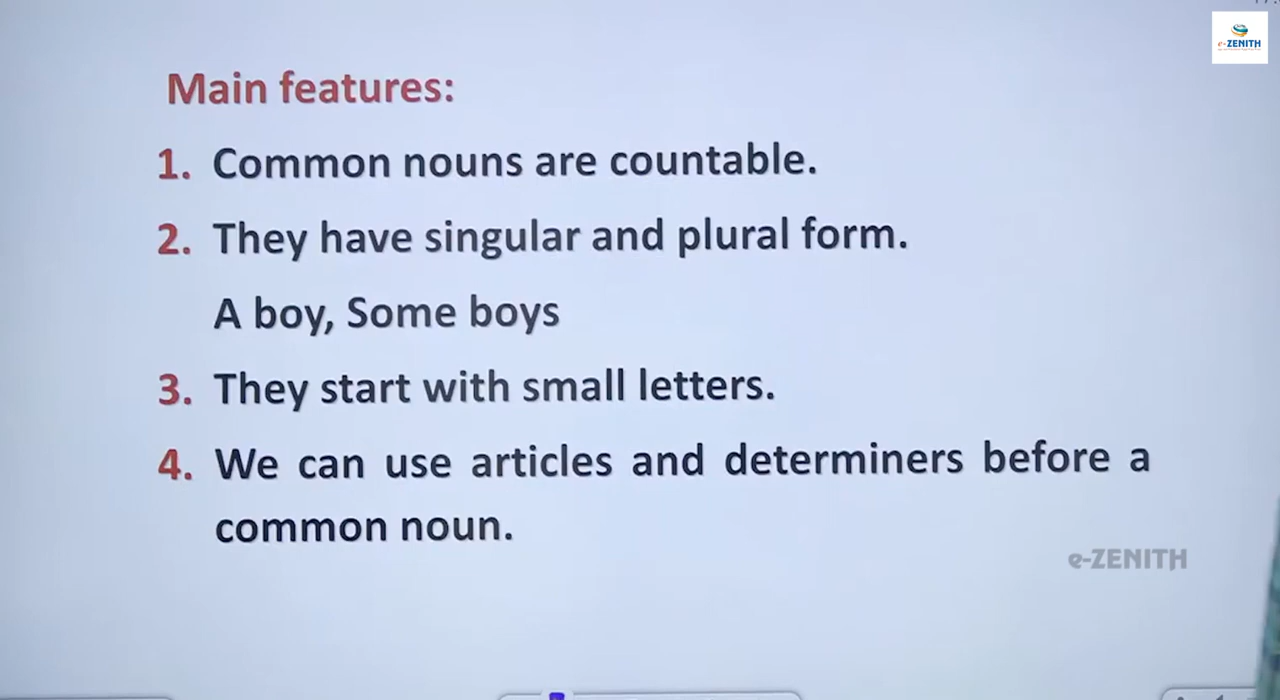 e-ZENITH
Main features:
1. Common nouns are countable.
2. They have singular and plural form.
A boy, Some boys
3. They start with small letters.
4. We can use articles and determiners before a
common noun.
e-ZENITH